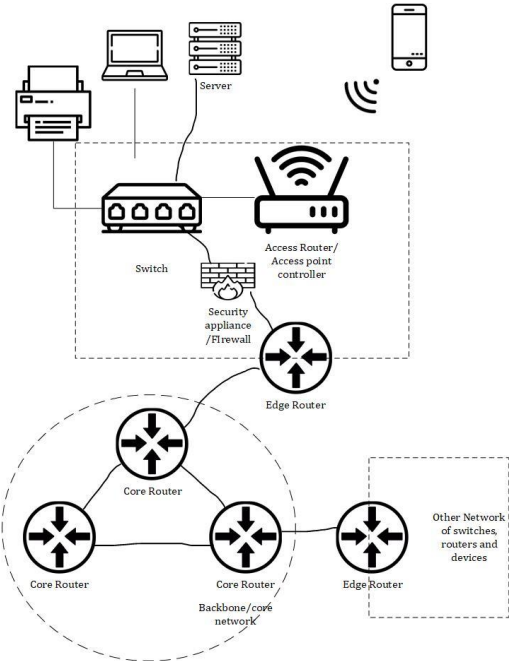 Server
Access Router/
Access point
controller
Switch
Security
appliance
/FIrewall
Edge Router
Core Router
Other Network
of switches,
routers and
devices
Core Router
Core Router
Edge Router
Backbone/core
network